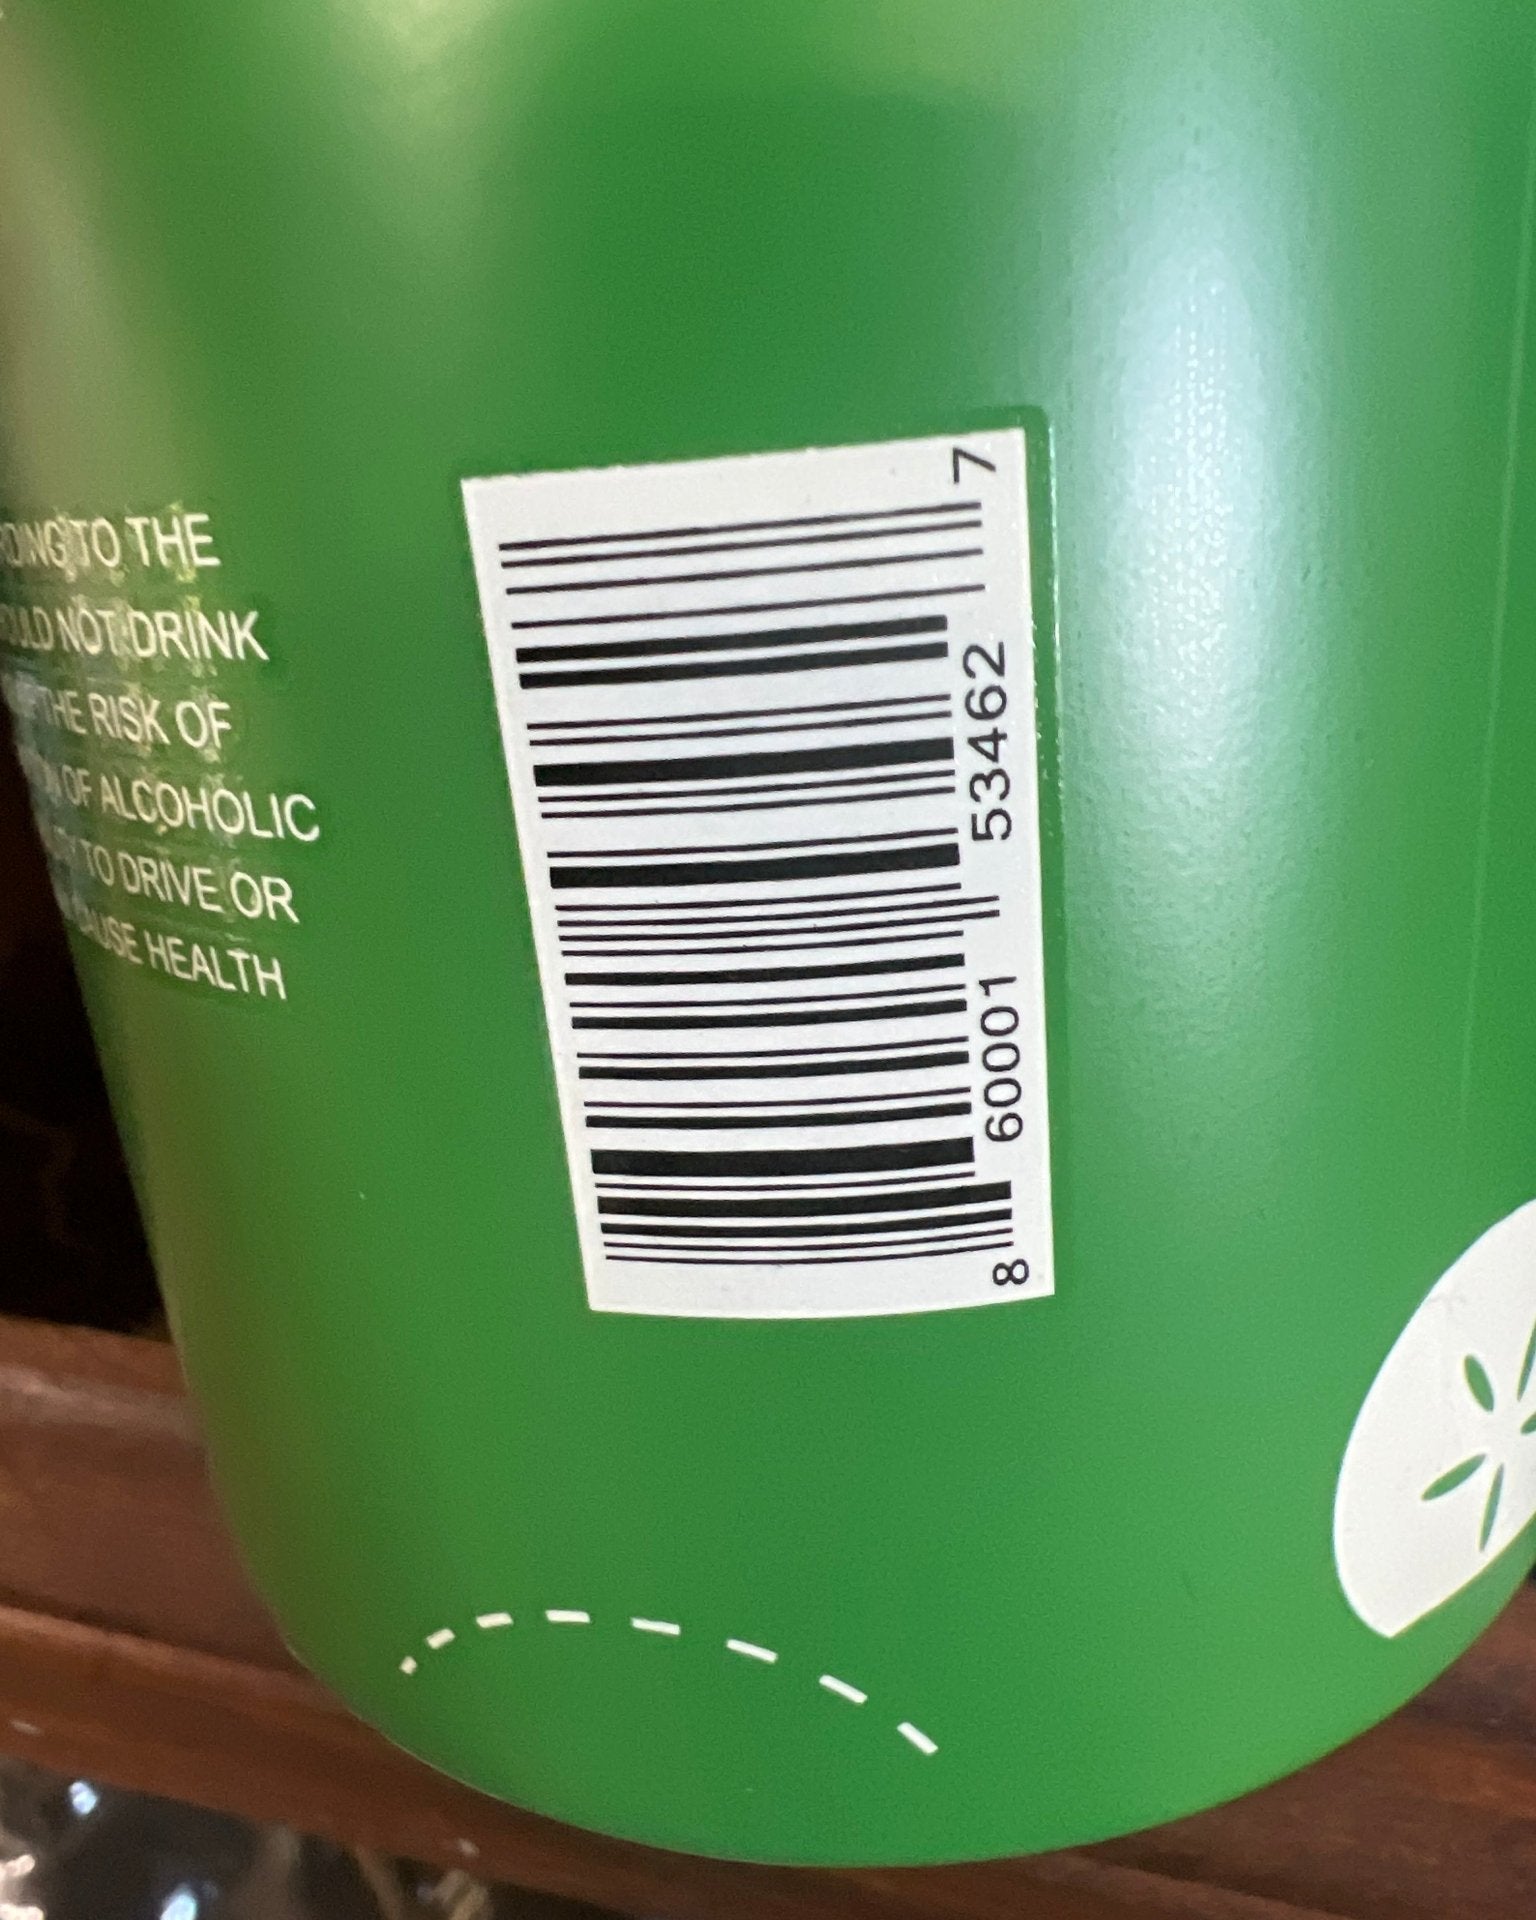 TO THE
NOT DRINK
THE RISK OF
OF ALCOHOLIC
TO DRIVE OR
HEALTH
8 60001 53462 7